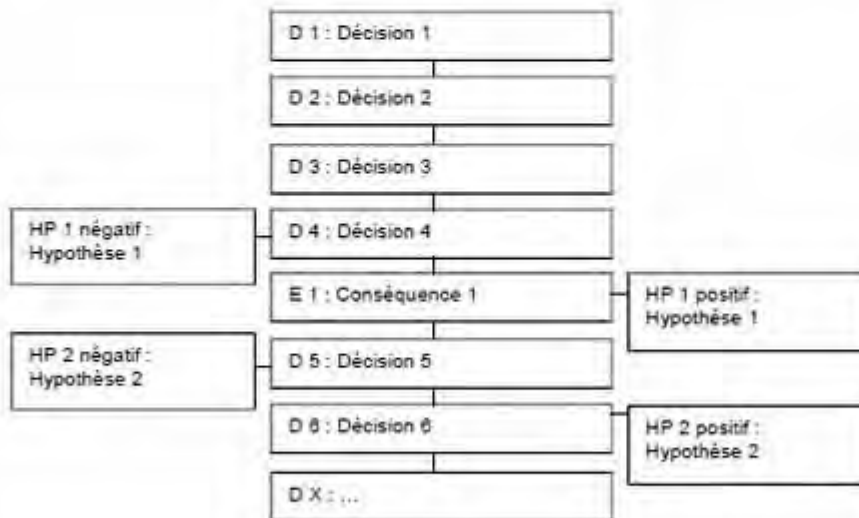 D 1 : Décision 1
D 2 : Décision 2
D 3 : Décision 3
HP 1 négatif :
Hypothèse 1
D 4 : Décision 4
E 1 : Conséquence 1
HP 1 positif :
Hypothèse 1
HP 2 négatif :
Hypothèse 2
D 5 : Décision 5
D 6 : Décision 6
HP 2 positif :
Hypothèse 2
D X : ...